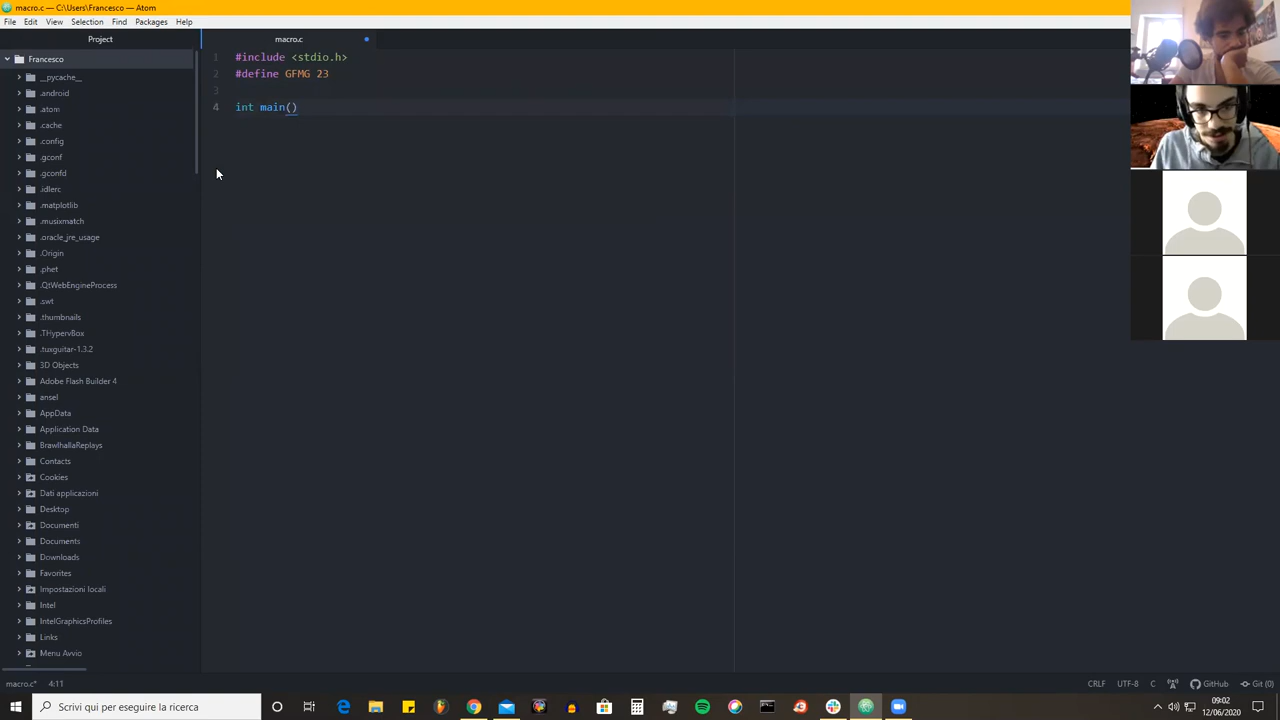 macro.c — C:\Users\Francesco — Atom
File Edit View Selection Find Packages Help
Project
macro.c
Francesco
__pycache__
.android
.atom
.cache
.config
.gconf
.gconfd
.idlerc
.matplotlib
.musixmatch
.oracle_jre_usage
.Origin
.phet
.QtWebEngineProcess
.swt
.thumbnails
.THypervBox
.tuxguitar-1.3.2
3D Objects
Adobe Flash Builder 4
ansel
AppData
Application Data
BrawlhallaReplays
Contacts
Cookies
Dati applicazioni
Desktop
Documenti
Documents
Downloads
Favorites
Impostazioni locali
Intel
IntelGraphicsProfiles
Links
Menu Avvio
1 #include <stdio.h>
2 #define GFMG 23
3
4 int main()
macro.c* 4:11
CRLF UTF-8 C GitHub Git (0)
Scrivi qui per eseguire la ricerca
09:02
12/06/2020